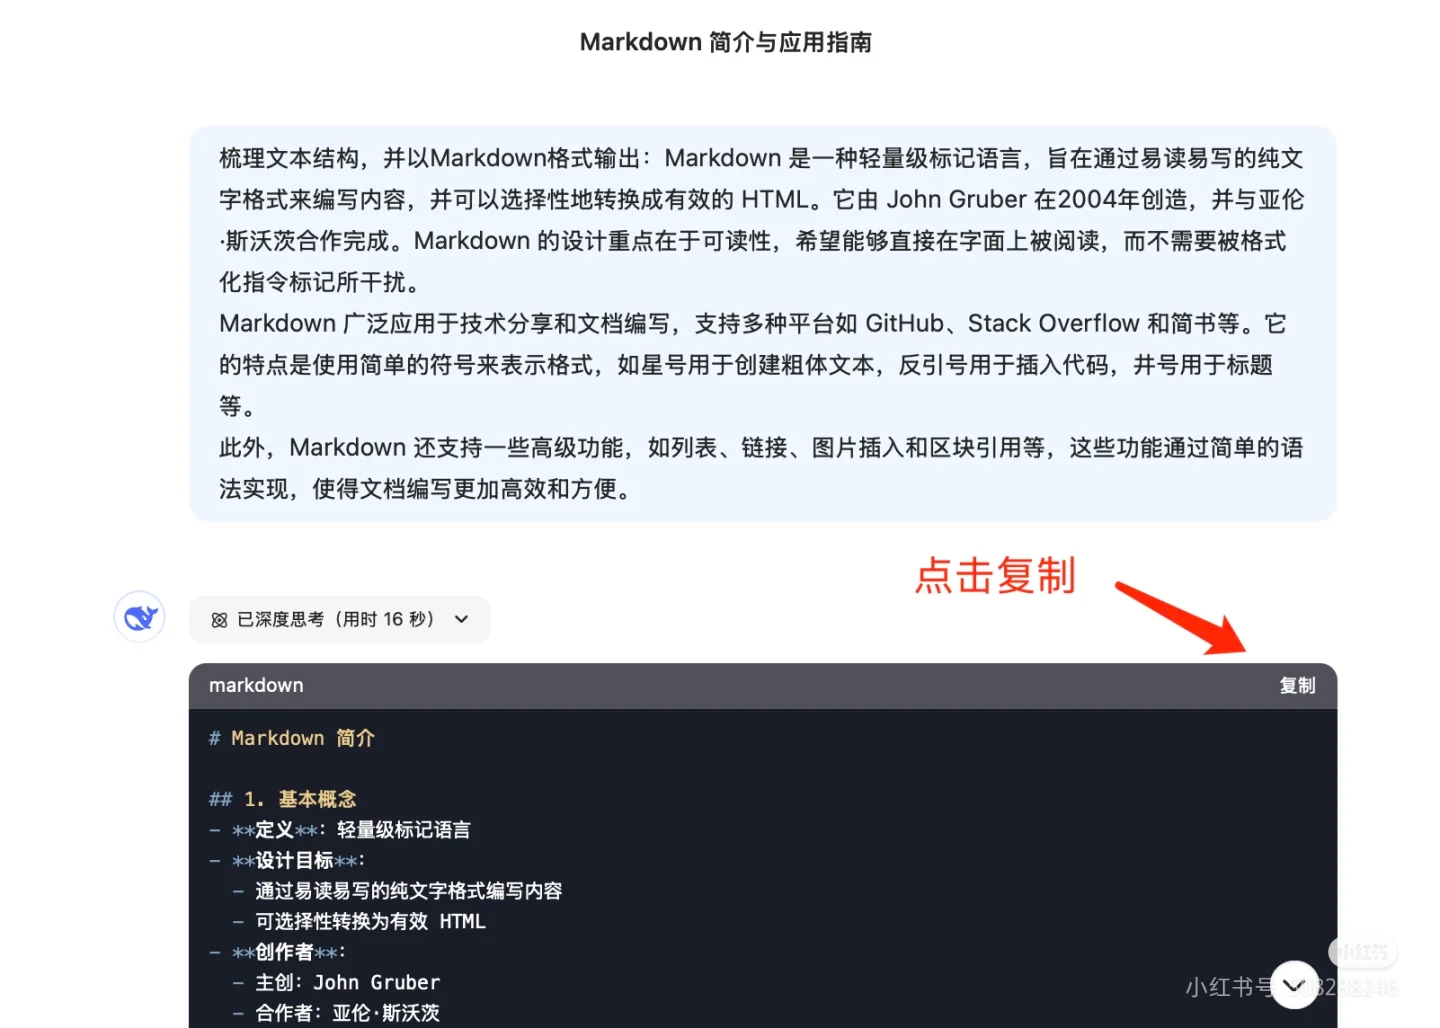 Markdown 简介与应用指南
梳理文本结构，并以Markdown格式输出：Markdown 是一种轻量级标记语言，旨在通过易读易写的纯文
字格式来编写内容，并可以选择性地转换成有效的 HTML。它由 John Gruber 在2004年创造，并与亚伦
·斯沃茨合作完成。Markdown 的设计重点在于可读性，希望能够直接在字面上被阅读，而不需要被格式
化指令标记所干扰。
Markdown 广泛应用于技术分享和文档编写，支持多种平台如 GitHub、Stack Overflow 和简书等。它
的特点是使用简单的符号来表示格式，如星号用于创建粗体文本，反引号用于插入代码，井号用于标题
等。
此外，Markdown 还支持一些高级功能，如列表、链接、图片插入和区块引用等，这些功能通过简单的语
法实现，使得文档编写更加高效和方便。
点击复制
已深度思考（用时 16 秒）
markdown
复制
# Markdown 简介
## 1. 基本概念
- **定义**：轻量级标记语言
- **设计目标**：
- 通过易读易写的纯文字格式编写内容
- 可选择性转换为有效 HTML
- **创作者**：
- 主创：John Gruber
- 合作者：亚伦·斯沃茨
小红书
小红书号